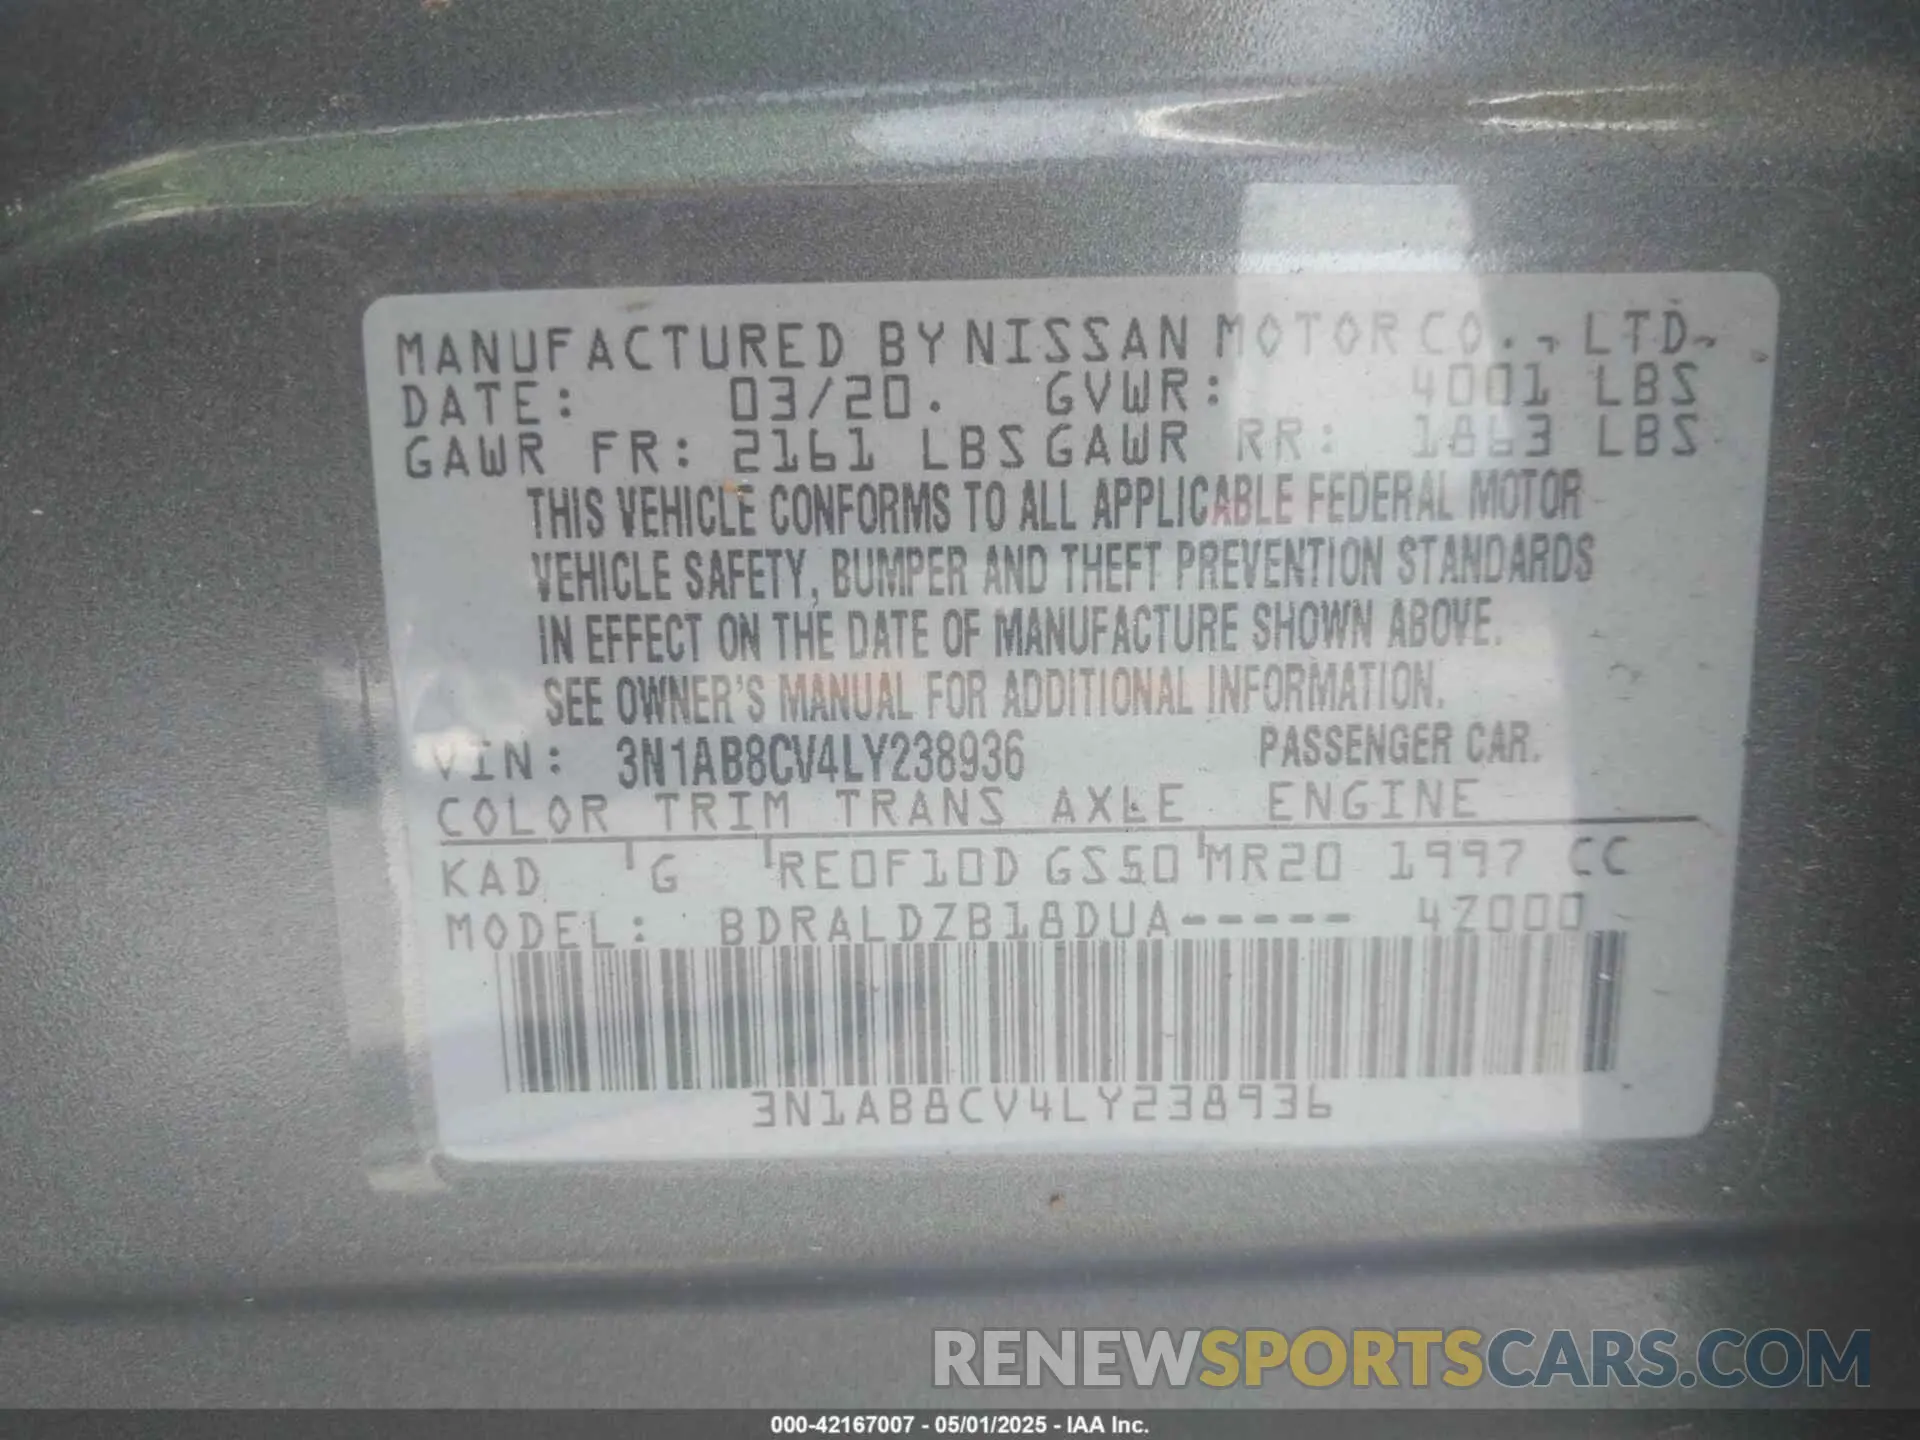 MANUFACTURED BY NISSAN MOTOR CO., LTD.
DATE: 03/20. GVWR: 4001 LBS
GAWR FR: 2161 LBS GAWR RR: 1863 LBS
THIS VEHICLE CONFORMS TO ALL APPLICABLE FEDERAL MOTOR
VEHICLE SAFETY, BUMPER AND THEFT PREVENTION STANDARDS
IN EFFECT ON THE DATE OF MANUFACTURE SHOWN ABOVE.
SEE OWNER'S MANUAL FOR ADDITIONAL INFORMATION.
VIN: 3N1AB8CV4LY238936 PASSENGER CAR.
COLOR TRIM TRANS AXLE ENGINE
KAD G RE0F10D GS50 MR20 1997 CC
MODEL: BDRALDZB18DUA----- 4Z000
3N1AB8CV4LY238936
RENEWSPORTSCARS.COM
000-42167007 - 05/01/2025 - IAA Inc.